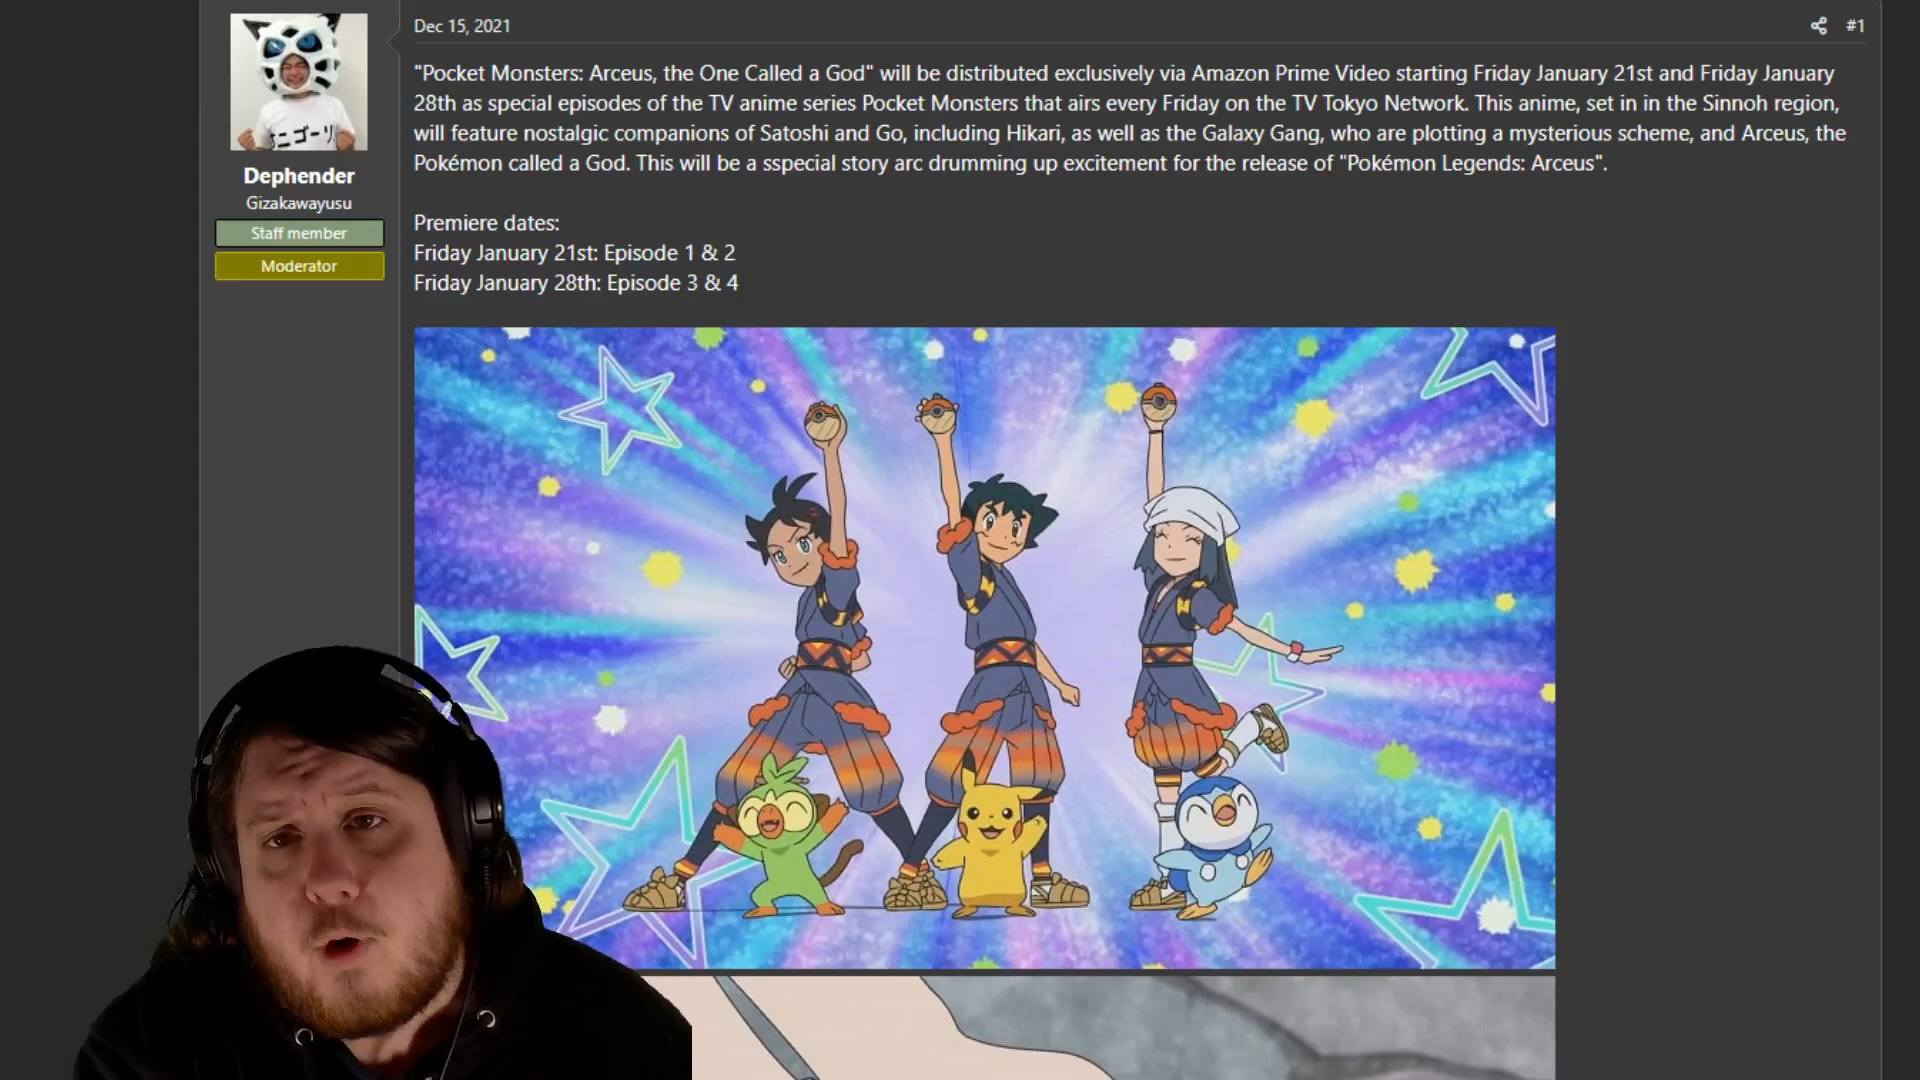 Dec 15, 2021
#1
"Pocket Monsters: Arceus, the One Called a God" will be distributed exclusively via Amazon Prime Video starting Friday January 21st and Friday January
28th as special episodes of the TV anime series Pocket Monsters that airs every Friday on the TV Tokyo Network. This anime, set in in the Sinnoh region,
will feature nostalgic companions of Satoshi and Go, including Hikari, as well as the Galaxy Gang, who are plotting a mysterious scheme, and Arceus, the
Pokémon called a God. This will be a sspecial story arc drumming up excitement for the release of "Pokémon Legends: Arceus".
オニゴーリ
Dephender
Gizakawayusu
Staff member
Moderator
Premiere dates:
Friday January 21st: Episode 1 & 2
Friday January 28th: Episode 3 & 4